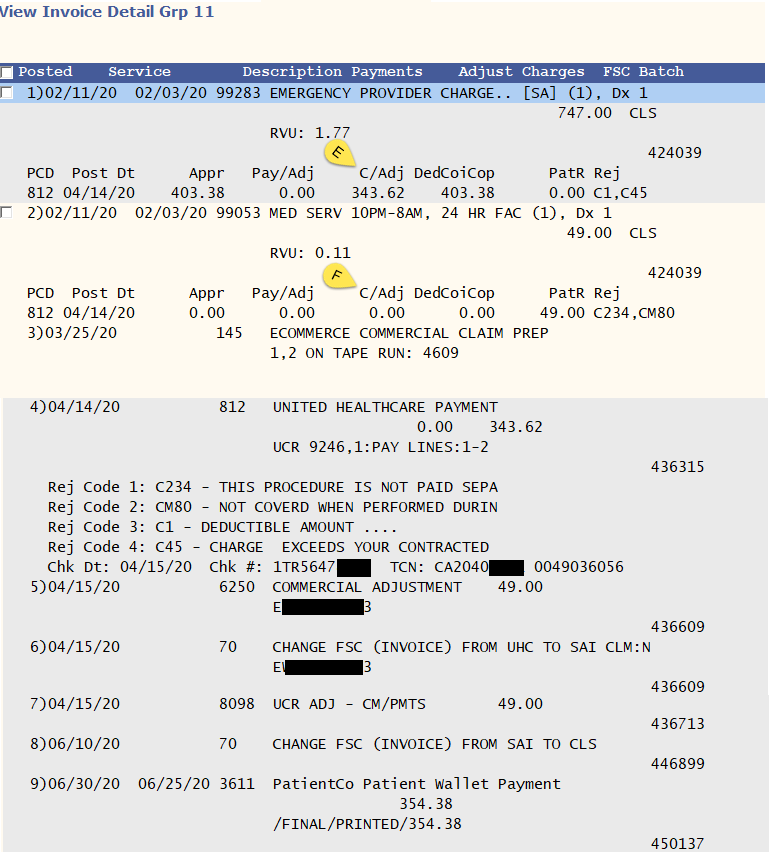 View Invoice Detail Grp 11
Posted Service Description Payments Adjust Charges FSC Batch
1)02/11/20 02/03/20 99283 EMERGENCY PROVIDER CHARGE.. [SA] (1), Dx 1
747.00 CLS
RVU: 1.77
E
424039
PCD Post Dt Appr Pay/Adj C/Adj DedCoiCop PatR Rej
812 04/14/20 403.38 0.00 343.62 403.38 0.00 C1,C45
2)02/11/20 02/03/20 99053 MED SERV 10PM-8AM, 24 HR FAC (1), Dx 1
49.00 CLS
RVU: 0.11
F
424039
PCD Post Dt Appr Pay/Adj C/Adj DedCoiCop PatR Rej
812 04/14/20 0.00 0.00 0.00 0.00 49.00 C234,CM80
3)03/25/20 145 ECOMMERCE COMMERCIAL CLAIM PREP
1,2 ON TAPE RUN: 4609
4)04/14/20 812 UNITED HEALTHCARE PAYMENT
0.00 343.62
UCR 9246,1:PAY LINES:1-2
436315
Rej Code 1: C234 - THIS PROCEDURE IS NOT PAID SEPA
Rej Code 2: CM80 - NOT COVERD WHEN PERFORMED DURIN
Rej Code 3: C1 - DEDUCTIBLE AMOUNT ....
Rej Code 4: C45 - CHARGE EXCEEDS YOUR CONTRACTED
Chk Dt: 04/15/20 Chk #: 1TR5647 TCN: CA2040 0049036056
5)04/15/20 6250 COMMERCIAL ADJUSTMENT 49.00
E 3
436609
6)04/15/20 70 CHANGE FSC (INVOICE) FROM UHC TO SAI CLM:N
3
436609
7)04/15/20 8098 UCR ADJ - CM/PMTS 49.00
436713
8)06/10/20 70 CHANGE FSC (INVOICE) FROM SAI TO CLS
446899
9)06/30/20 06/25/20 3611 PatientCo Patient Wallet Payment
354.38
/FINAL/PRINTED/354.38
450137